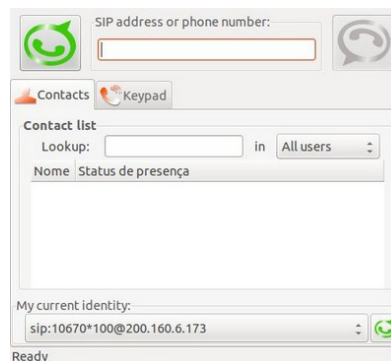 SIP address or phone number:
Contacts Keypad
Contact list
Lookup: in All users
Nome Status de presença
My current identity:
sip:10670*100@200.160.6.173
Ready